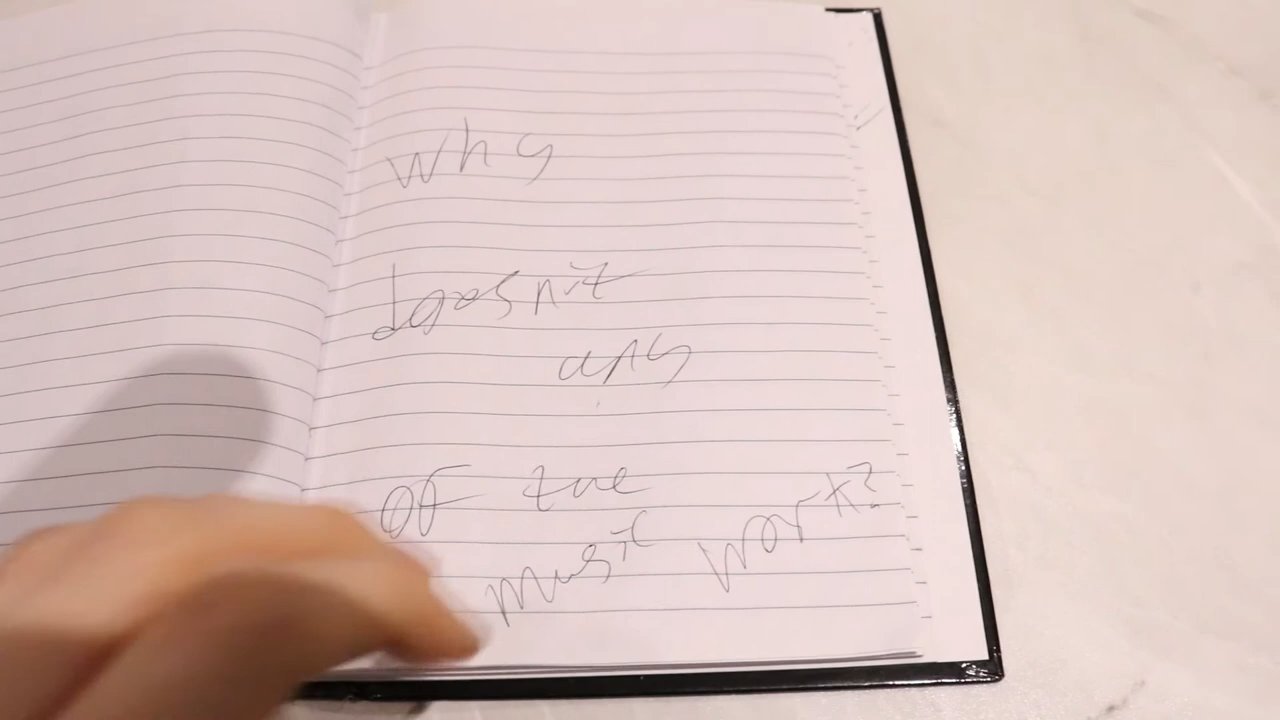 Why
doesn't
any
of the
music work?